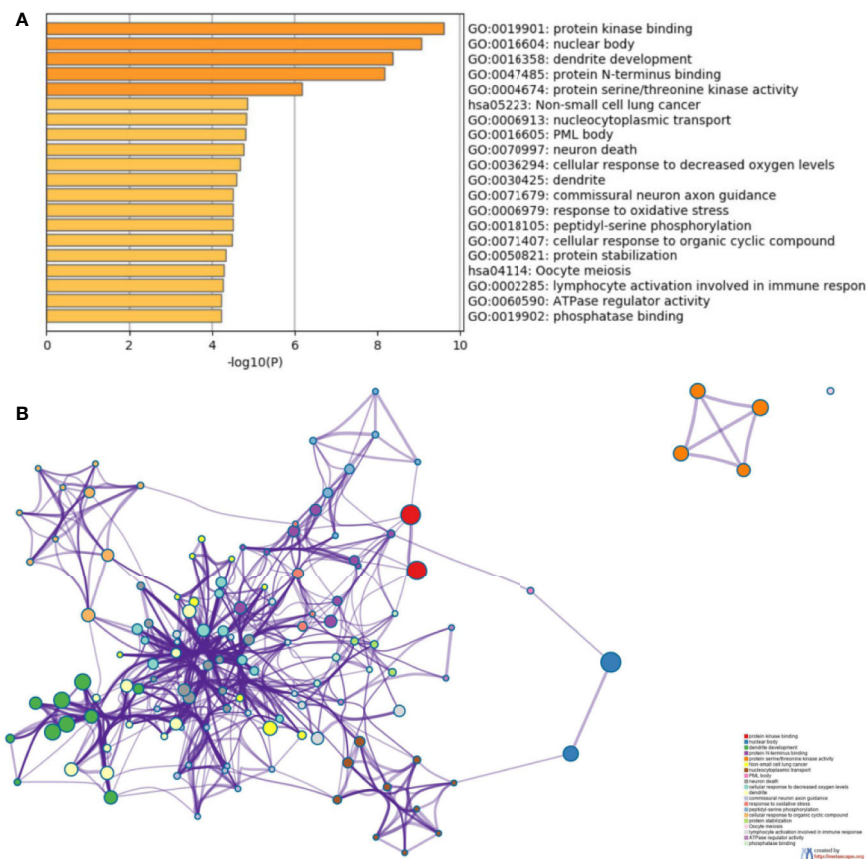 A
GO:0019901: protein kinase binding
GO:0016604: nuclear body
GO:0016358: dendrite development
GO:0047485: protein N-terminus binding
GO:0004674: protein serine/threonine kinase activity
hsa05223: Non-small cell lung cancer
GO:0006913: nucleocytoplasmic transport
GO:0016605: PML body
GO:0070997: neuron death
GO:0036294: cellular response to decreased oxygen levels
GO:0030425: dendrite
GO:0071679: commissural neuron axon guidance
GO:0006979: response to oxidative stress
GO:0018105: peptidyl-serine phosphorylation
GO:0071407: cellular response to organic cyclic compound
GO:0050821: protein stabilization
hsa04114: Oocyte meiosis
GO:0002285: lymphocyte activation involved in immune respon
GO:0060590: ATPase regulator activity
GO:0019902: phosphatase binding
0 2 4 6 8 10
-log10(P)
B
protein kinase binding
nuclear body
dendrite development
protein N-terminus binding
protein serine/threonine kinase activity
Non-small cell lung cancer
nucleocytoplasmic transport
PML body
neuron death
cellular response to decreased oxygen levels
dendrite
commissural neuron axon guidance
response to oxidative stress
peptidyl-serine phosphorylation
cellular response to organic cyclic compound
protein stabilization
Oocyte meiosis
lymphocyte activation involved in immune response
ATPase regulator activity
phosphatase binding
created by
http://metascape.org